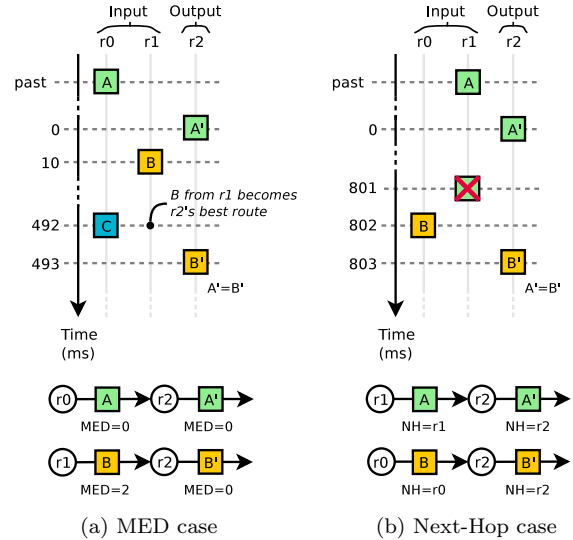 Input Output
r0 r1 r2
past A
0 A'
10 B
B from r1 becomes
r2's best route
492 C
493 B'
A'=B'
Time
(ms)
r0 A r2 A'
MED=0 MED=0
r1 B r2 B'
MED=2 MED=0
(a) MED case
Input Output
r0 r1 r2
past A
0 A'
801
802 B
803 B'
A'=B'
Time
(ms)
r1 A r2 A'
NH=r1 NH=r2
r0 B r2 B'
NH=r0 NH=r2
(b) Next-Hop case